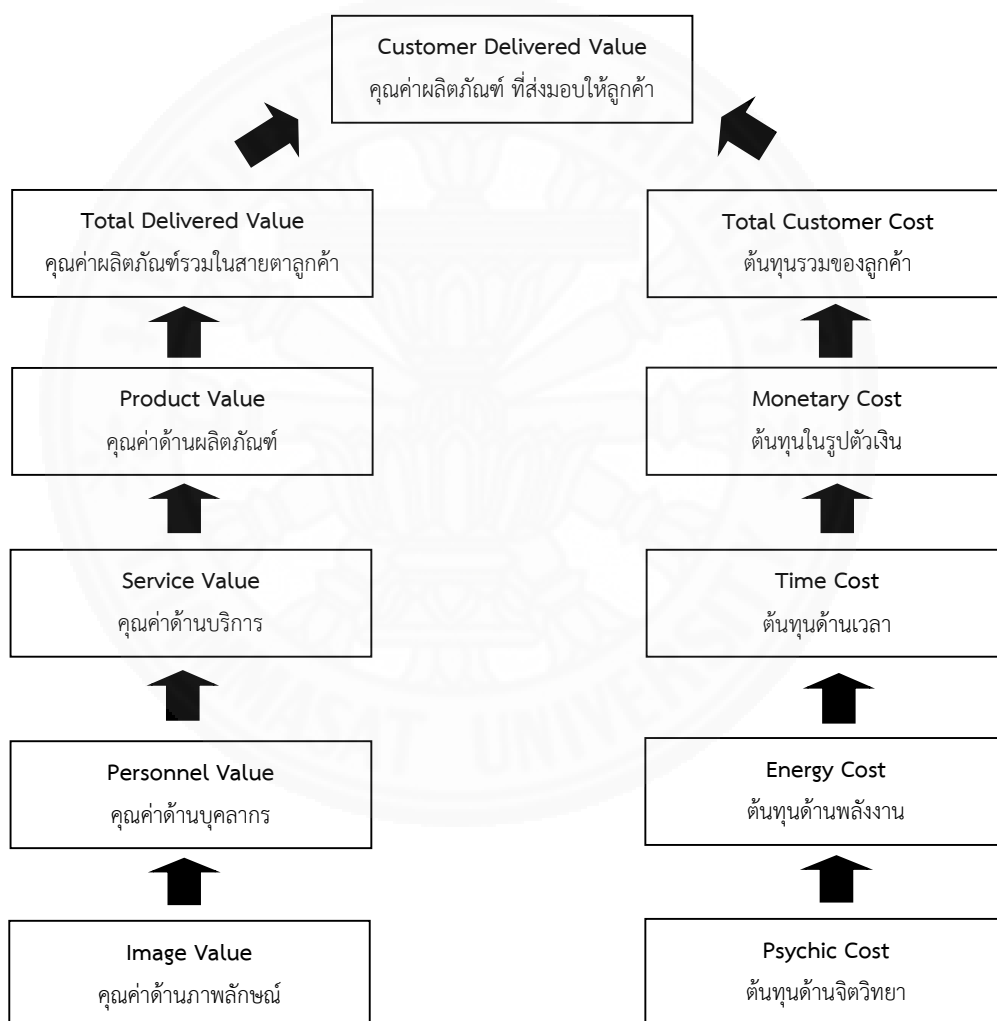 Customer Delivered Value
คุณค่าผลิตภัณฑ์ ที่ส่งมอบให้ลูกค้า
Total Delivered Value
คุณค่าผลิตภัณฑ์รวมในสายตาลูกค้า
Total Customer Cost
ต้นทุนรวมของลูกค้า
Product Value
คุณค่าด้านผลิตภัณฑ์
Monetary Cost
ต้นทุนในรูปตัวเงิน
Service Value
คุณค่าด้านบริการ
Time Cost
ต้นทุนด้านเวลา
Personnel Value
คุณค่าด้านบุคลากร
Energy Cost
ต้นทุนด้านพลังงาน
Image Value
คุณค่าด้านภาพลักษณ์
Psychic Cost
ต้นทุนด้านจิตวิทยา